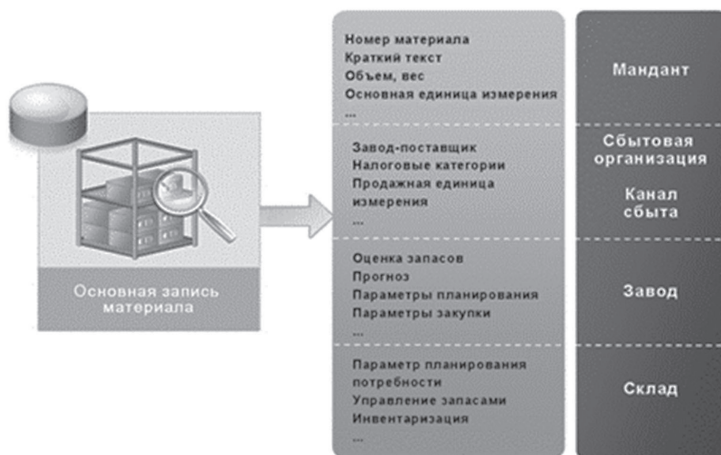 Основная запись
материала
Номер материала
Краткий текст
Объем, вес
Основная единица измерения
...
Завод-поставщик
Налоговые категории
Продажная единица
измерения
...
Оценка запасов
Прогноз
Параметры планирования
Параметры закупки
...
Параметр планирования
потребности
Управление запасами
Инвентаризация
...
Мандант
Сбытовая
организация
Канал
сбыта
Завод
Склад